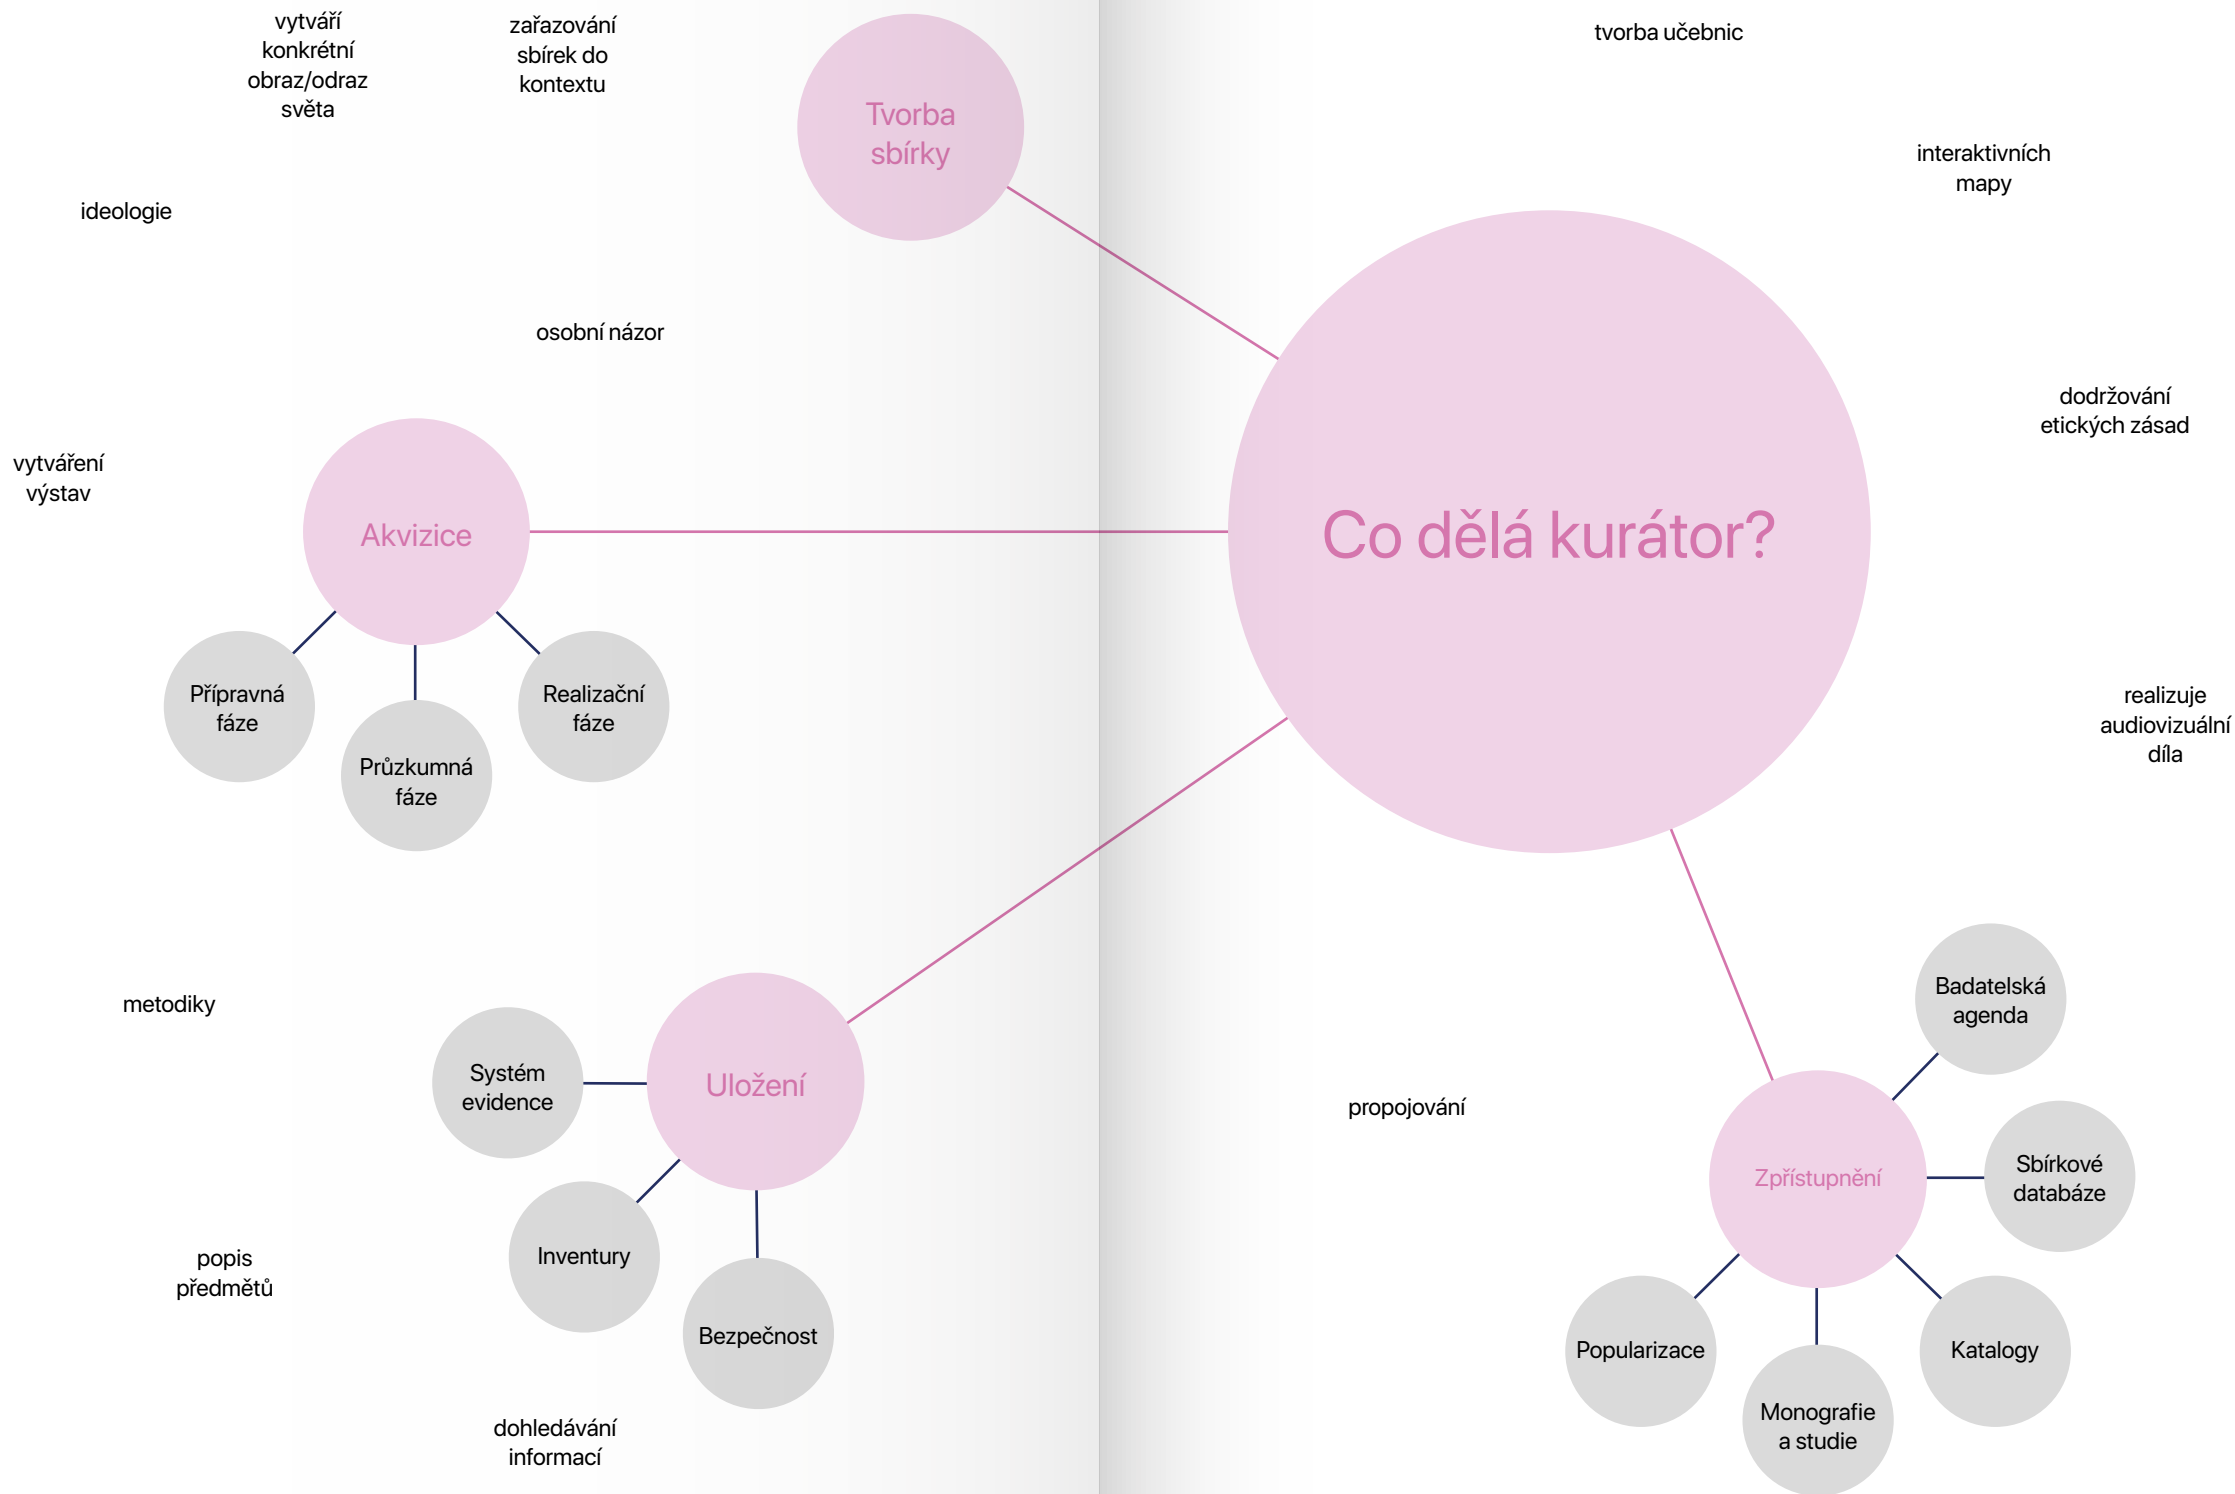 vytváří
konkrétní
obraz/odraz
světa
zařazování
sbírek do
kontextu
Tvorba
sbírky
tvorba učebnic
interaktivních
mapy
ideologie
osobní názor
dodržování
etických zásad
vytváření
výstav
Akvizice
Co dělá kurátor?
Přípravná
fáze
Průzkumná
fáze
Realizační
fáze
realizuje
audiovizuální
díla
metodiky
Systém
evidence
Uložení
Inventury
Bezpečnost
popis
předmětů
dohledávání
informací
propojování
Badatelská
agenda
Zpřístupnění
Sbírkové
databáze
Popularizace
Monografie
a studie
Katalogy